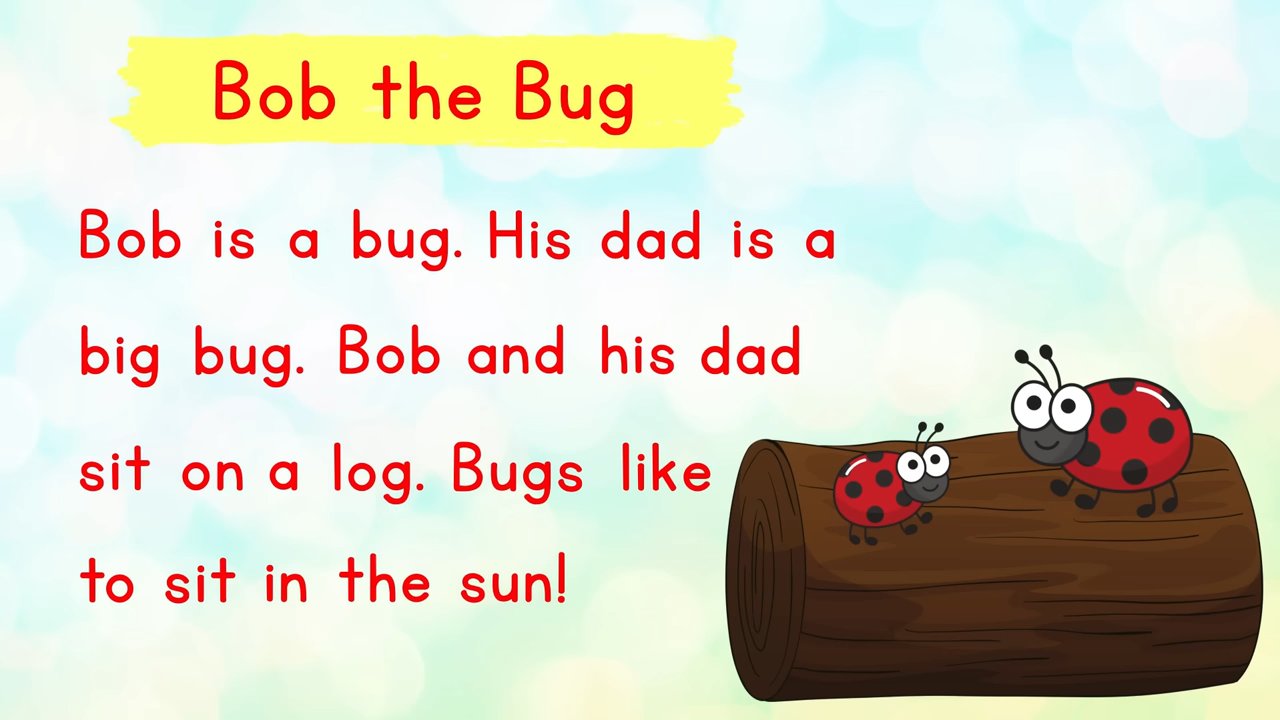 Bob the Bug
Bob is a bug. His dad is a
big bug. Bob and his dad
sit on a log. Bugs like
to sit in the sun!